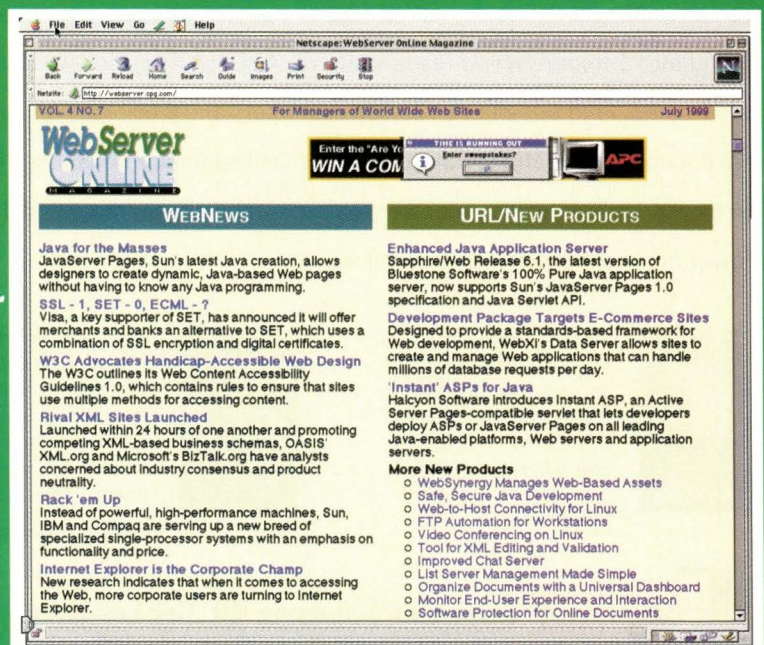 File Edit View Go Help
Netscape: WebServer OnLine Magazine
Back Forward Reload Home Search Guide Images Print Security Stop
N
Netsite: http://webserver.cpg.com/
VOL. 4 NO. 7 For Managers of World Wide Web Sites July 1999
WebServer
ONLINE
MAGAZINE
Enter the "Are Yo
WIN A COM
TIME IS RUNNING OUT
Enter sweepstakes?
APC
WEBNEWS
Java for the Masses
JavaServer Pages, Sun's latest Java creation, allows
designers to create dynamic, Java-based Web pages
without having to know any Java programming.
SSL - 1, SET - 0, ECML - ?
Visa, a key supporter of SET, has announced it will offer
merchants and banks an alternative to SET, which uses a
combination of SSL encryption and digital certificates.
W3C Advocates Handicap-Accessible Web Design
The W3C outlines its Web Content Accessibility
Guidelines 1.0, which contains rules to ensure that sites
use multiple methods for accessing content.
Rival XML Sites Launched
Launched within 24 hours of one another and promoting
competing XML-based business schemas, OASIS'
XML.org and Microsoft's BizTalk.org have analysts
concerned about industry consensus and product
neutrality.
Rack 'em Up
Instead of powerful, high-performance machines, Sun,
IBM and Compaq are serving up a new breed of
specialized single-processor systems with an emphasis on
functionality and price.
Internet Explorer is the Corporate Champ
New research indicates that when it comes to accessing
the Web, more corporate users are turning to Internet
Explorer.
URL/NEW PRODUCTS
Enhanced Java Application Server
Sapphire/Web Release 6.1, the latest version of
Bluestone Software's 100% Pure Java application
server, now supports Sun's JavaServer Pages 1.0
specification and Java Servlet API.
Development Package Targets E-Commerce Sites
Designed to provide a standards-based framework for
Web development, WebXi's Data Server allows sites to
create and manage Web applications that can handle
millions of database requests per day.
'Instant' ASPs for Java
Halcyon Software introduces Instant ASP, an Active
Server Pages-compatible servlet that lets developers
deploy ASPs or JavaServer Pages on all leading
Java-enabled platforms, Web servers and application
servers.
More New Products
WebSynergy Manages Web-Based Assets
Safe, Secure Java Development
Web-to-Host Connectivity for Linux
FTP Automation for Workstations
Video Conferencing on Linux
Tool for XML Editing and Validation
Improved Chat Server
List Server Management Made Simple
Organize Documents with a Universal Dashboard
Monitor End-User Experience and Interaction
Software Protection for Online Documents